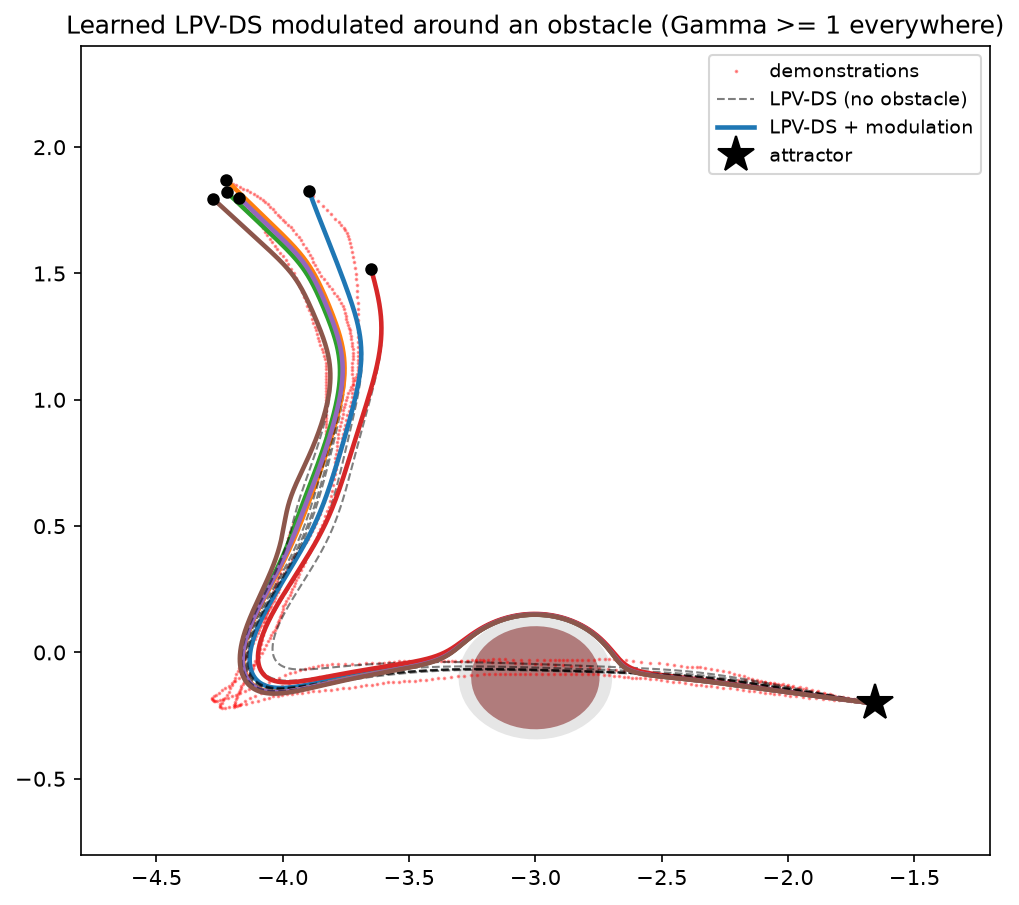 Learned LPV-DS modulated around an obstacle (Gamma >= 1 everywhere)
demonstrations
LPV-DS (no obstacle)
LPV-DS + modulation
attractor
2.0
1.5
1.0
0.5
0.0
−0.5
−4.5 −4.0 −3.5 −3.0 −2.5 −2.0 −1.5